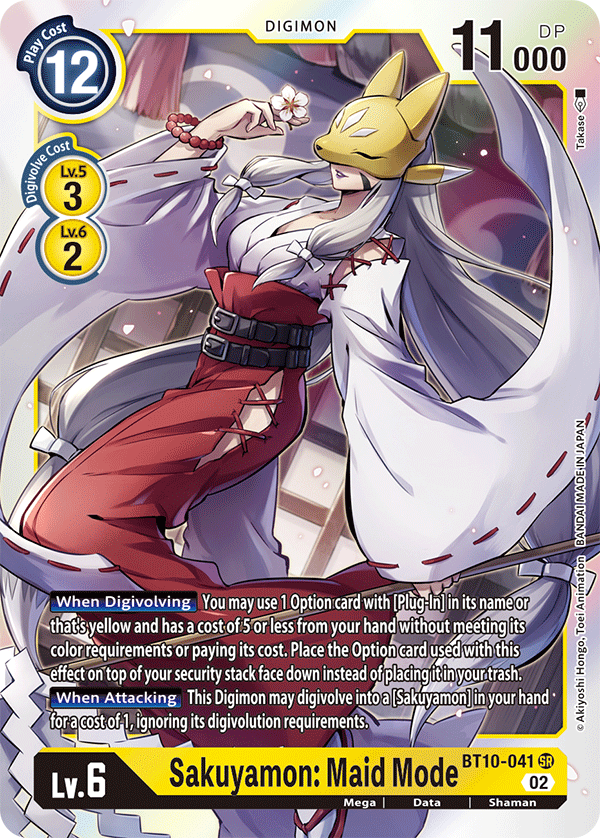 Play Cost
12
DIGIMON
11000
DP
Digivolve Cost
Lv.5
3
Lv.6
2
Takase
© Akiyoshi Hongo, Toei Animation BANDAI MADE IN JAPAN
When Digivolving You may use 1 Option card with [Plug-In] in its name or
that's yellow and has a cost of 5 or less from your hand without meeting its
color requirements or paying its cost. Place the Option card used with this
effect on top of your security stack face down instead of placing it in your trash.
When Attacking This Digimon may digivolve into a [Sakuyamon] in your hand
for a cost of 1, ignoring its digivolution requirements.
Lv.6
Sakuyamon: Maid Mode
BT10-041 SR
02
Mega | Data | Shaman